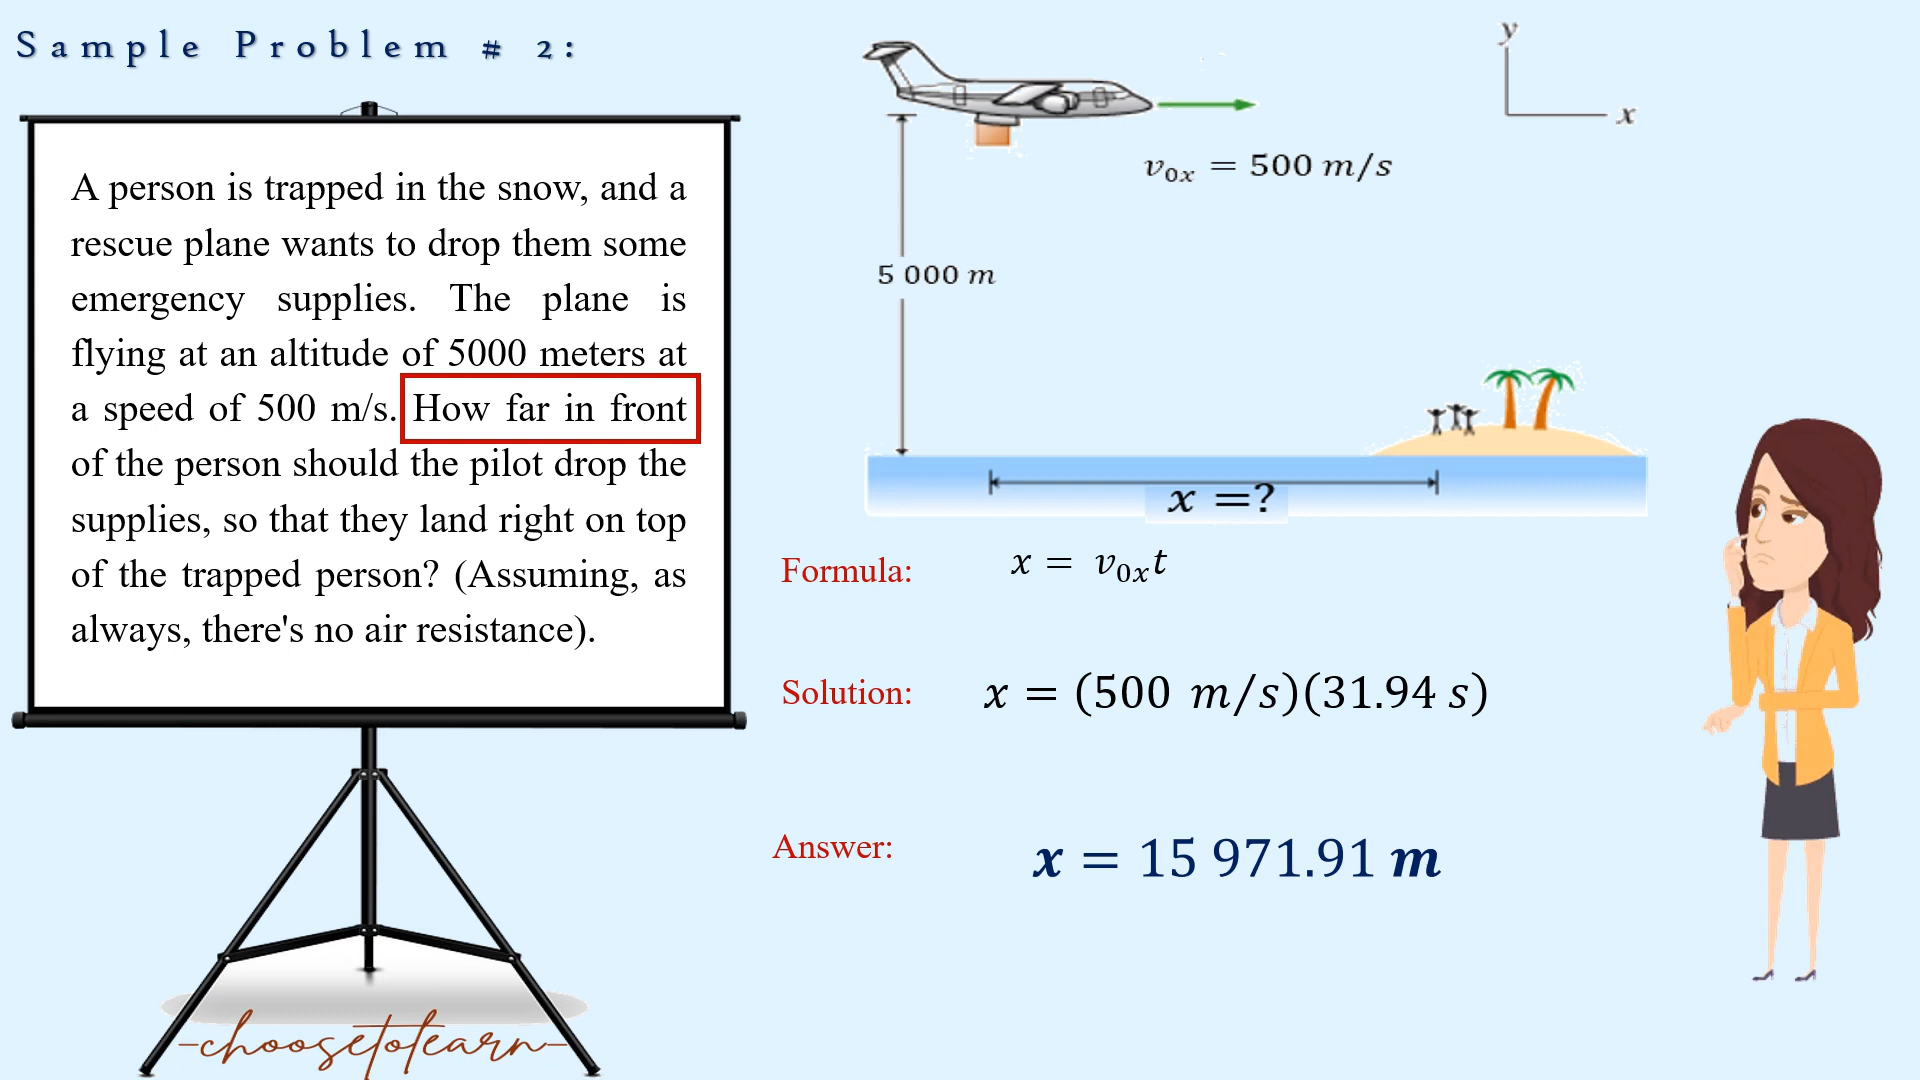 Sample Problem # 2:
A person is trapped in the snow, and a
rescue plane wants to drop them some
emergency supplies. The plane is
flying at an altitude of 5000 meters at
a speed of 500 m/s. How far in front
of the person should the pilot drop the
supplies, so that they land right on top
of the trapped person? (Assuming, as
always, there's no air resistance).
y
x
v₀ₓ = 500 m/s
5 000 m
x =?
Formula: x = v₀ₓt
Solution: x = (500 m/s)(31.94 s)
Answer: x = 15 971.91 m
-choosetolearn-